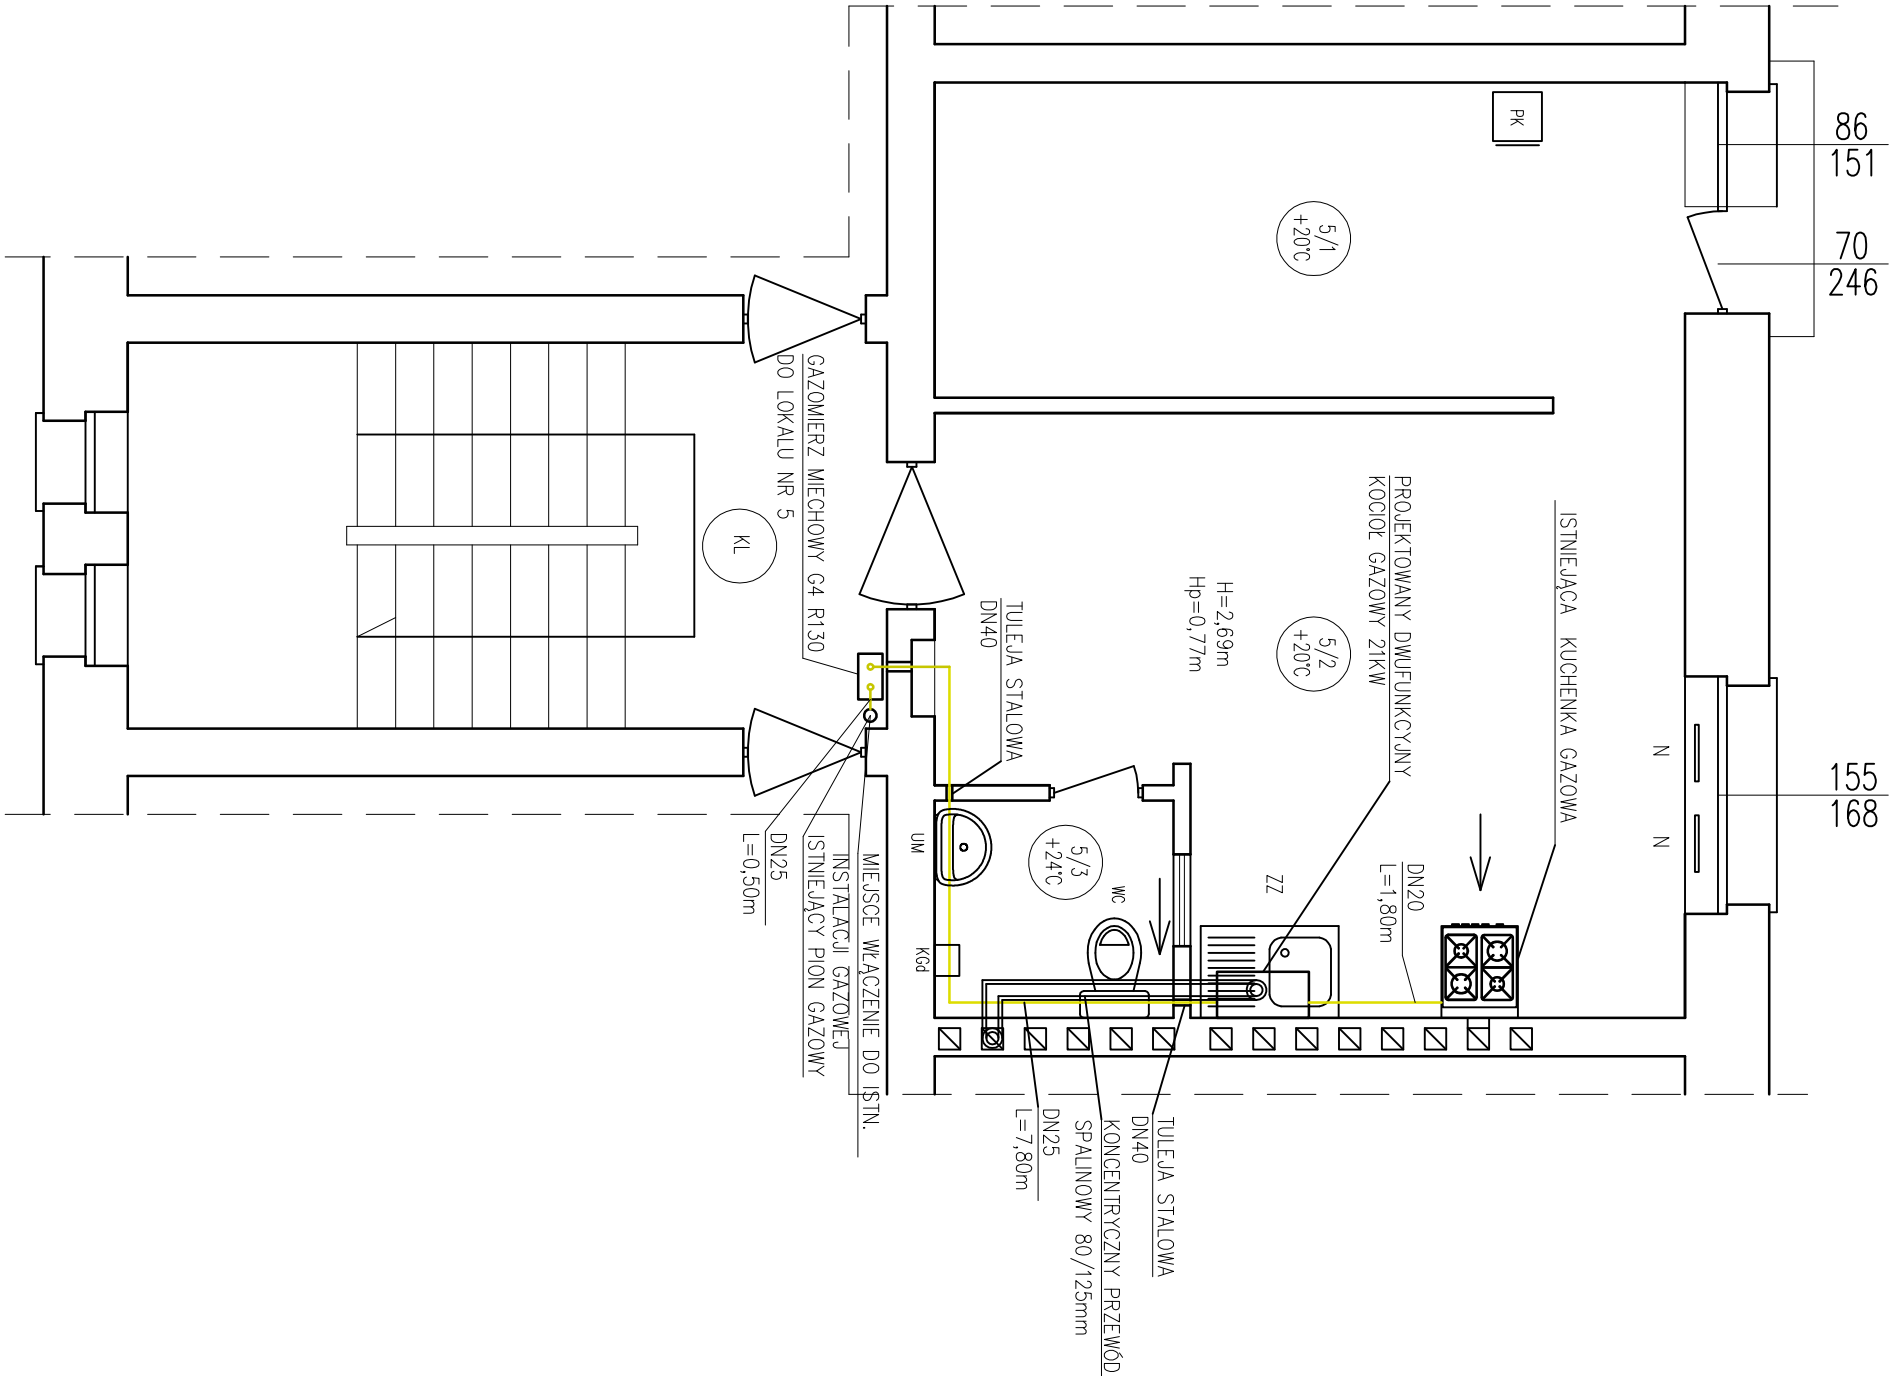 86
151
70
246
155
168
PK
5/1
+20°C
GAZOMIERZ MIECHOWY G4 R130
DO LOKALU NR 5
KL
PROJEKTOWANY DWUFUNKCYJNY
KOCIOŁ GAZOWY 21KW
ISTNIEJĄCA KUCHENKA GAZOWA
H=2,69m
Hp=0,77m
5/2
+20°C
TULEJA STALOWA
DN40
N
N
UM
5/3
+24°C
WC
ZZ
DN20
L=1,80m
KGd
DN25
L=0,50m
MIEJSCE WŁĄCZENIE DO ISTN.
INSTALACJI GAZOWEJ
ISTNIEJĄCY PION GAZOWY
DN25
L=7,80m
TULEJA STALOWA
DN40
KONCENTRYCZNY PRZEWÓD
SPALINOWY 80/125mm